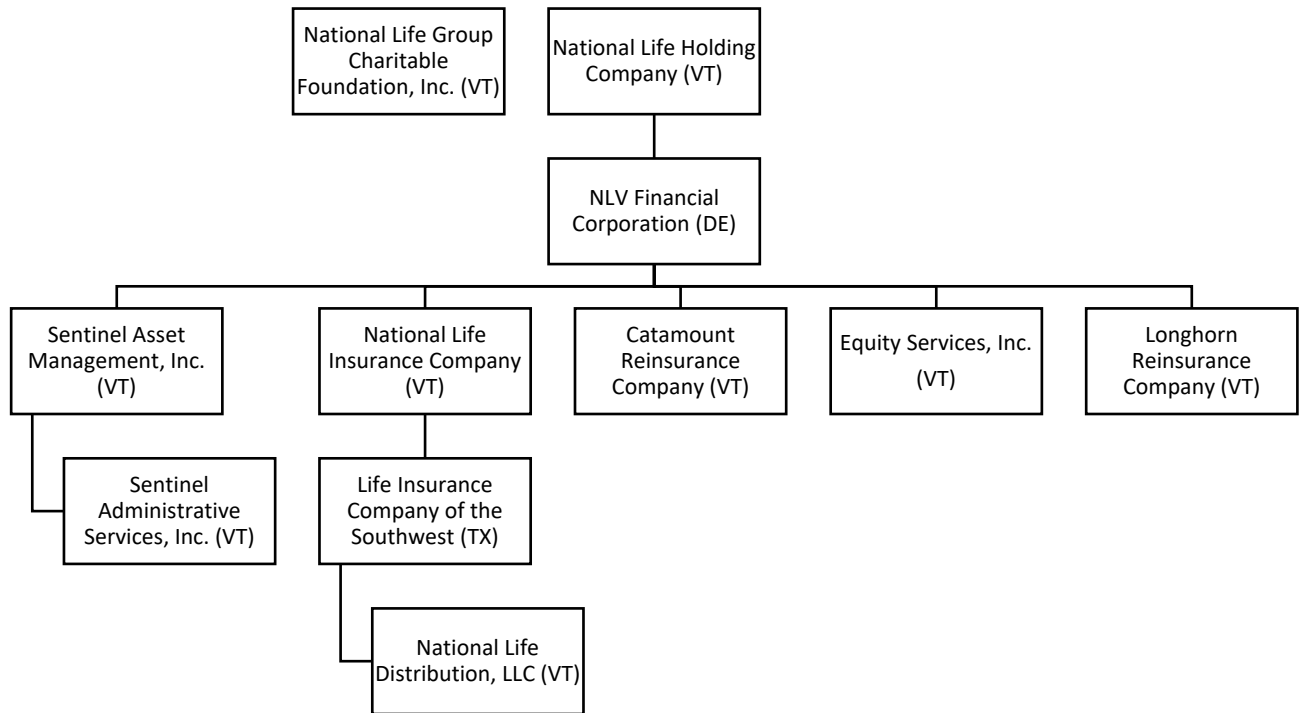 National Life Group
Charitable
Foundation, Inc. (VT)
National Life Holding
Company (VT)
NLV Financial
Corporation (DE)
Sentinel Asset
Management, Inc.
(VT)
National Life
Insurance Company
(VT)
Catamount
Reinsurance
Company (VT)
Equity Services, Inc.
(VT)
Longhorn
Reinsurance
Company (VT)
Sentinel
Administrative
Services, Inc. (VT)
Life Insurance
Company of the
Southwest (TX)
National Life
Distribution, LLC (VT)